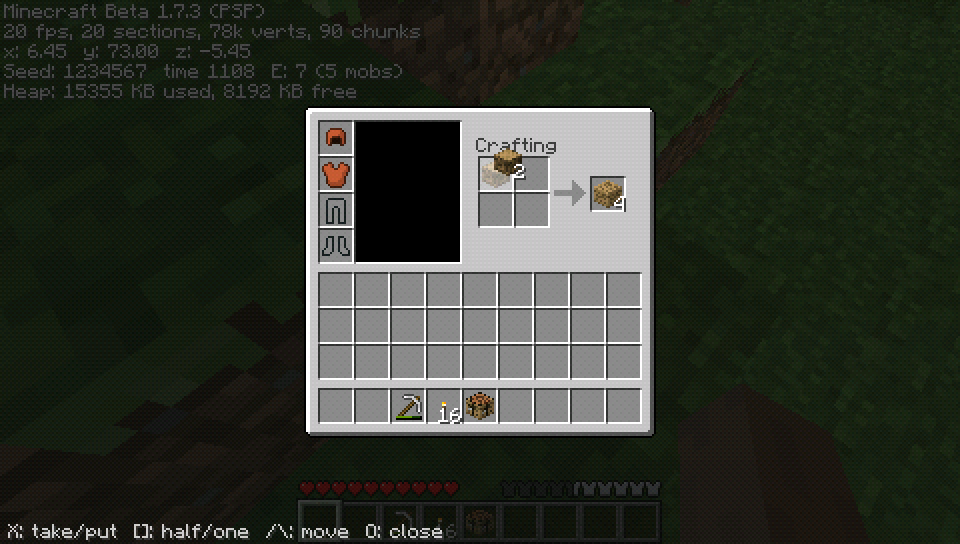 Minecraft Beta 1.7.3 (PSP)
20 fps, 20 sections, 78k verts, 90 chunks
x: 6.45 y: 73.00 z: -5.45
Seed: 1234567 time 1108 E: 7 (5 mobs)
Heap: 15355 KB used, 8192 KB free
Crafting
2
4
16
X: take/put []: half/one /\: move O: close